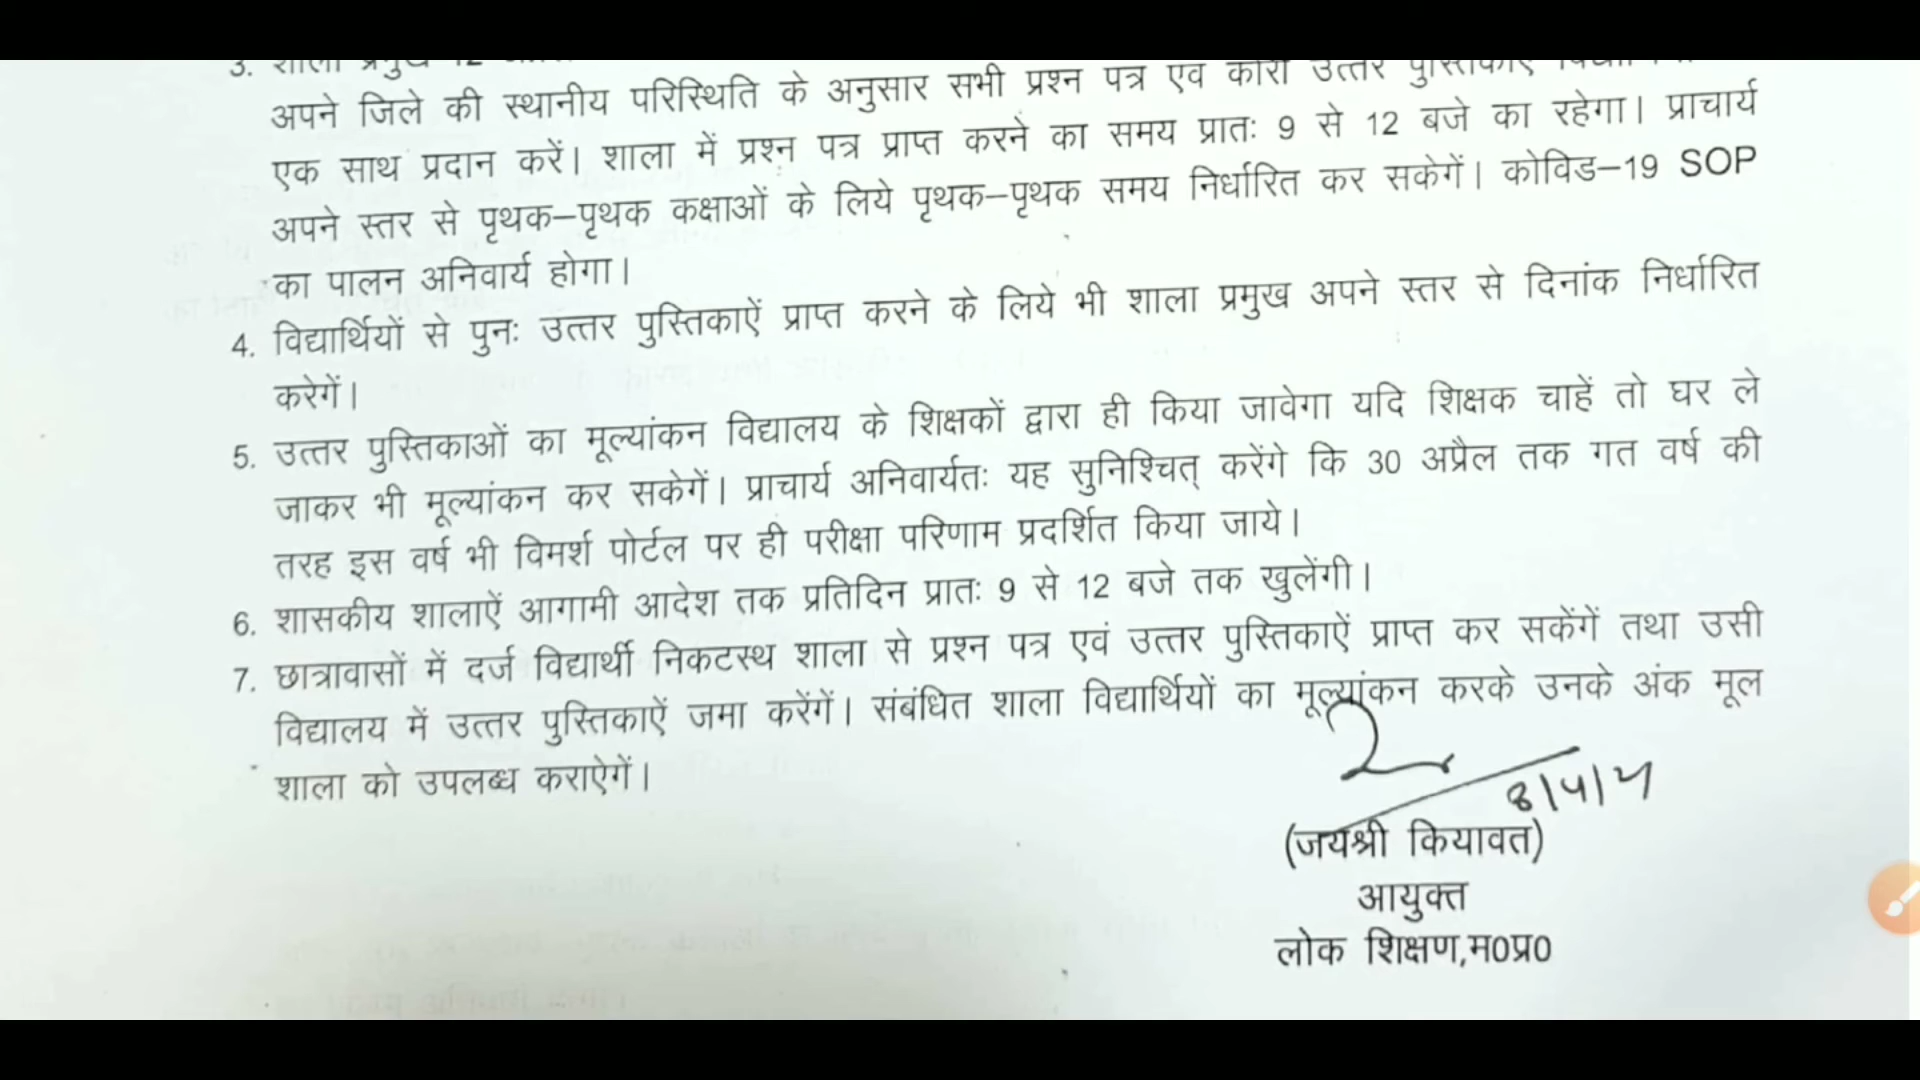 3. शाला प्रमुख 12
अपने जिले की स्थानीय परिस्थिति के अनुसार सभी प्रश्न पत्र एवं कोरी उत्तर पुस्तिकाऐं
एक साथ प्रदान करें। शाला में प्रश्न पत्र प्राप्त करने का समय प्रातः 9 से 12 बजे का रहेगा। प्राचार्य
अपने स्तर से पृथक–पृथक कक्षाओं के लिये पृथक–पृथक समय निर्धारित कर सकेगें। कोविड–19 SOP
का पालन अनिवार्य होगा।
4. विद्यार्थियों से पुनः उत्तर पुस्तिकाऐं प्राप्त करने के लिये भी शाला प्रमुख अपने स्तर से दिनांक निर्धारित
करेगें।
5. उत्तर पुस्तिकाओं का मूल्यांकन विद्यालय के शिक्षकों द्वारा ही किया जावेगा यदि शिक्षक चाहें तो घर ले
जाकर भी मूल्यांकन कर सकेगें। प्राचार्य अनिवार्यतः यह सुनिश्चित् करेंगे कि 30 अप्रैल तक गत वर्ष की
तरह इस वर्ष भी विमर्श पोर्टल पर ही परीक्षा परिणाम प्रदर्शित किया जाये।
6. शासकीय शालाऐं आगामी आदेश तक प्रतिदिन प्रातः 9 से 12 बजे तक खुलेंगी।
7. छात्रावासों में दर्ज विद्यार्थी निकटस्थ शाला से प्रश्न पत्र एवं उत्तर पुस्तिकाऐं प्राप्त कर सकेंगें तथा उसी
विद्यालय में उत्तर पुस्तिकाऐं जमा करेंगें। संबंधित शाला विद्यार्थियों का मूल्यांकन करके उनके अंक मूल
शाला को उपलब्ध कराऐगें।
8/4/21
(जयश्री कियावत)
आयुक्त
लोक शिक्षण,म0प्र0